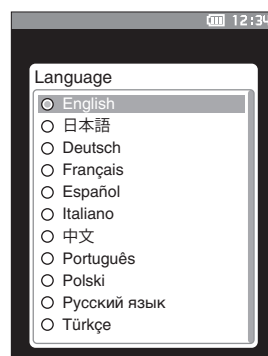 12:34
Language
English
日本語
Deutsch
Français
Español
Italiano
中文
Português
Polski
Русский язык
Türkçe